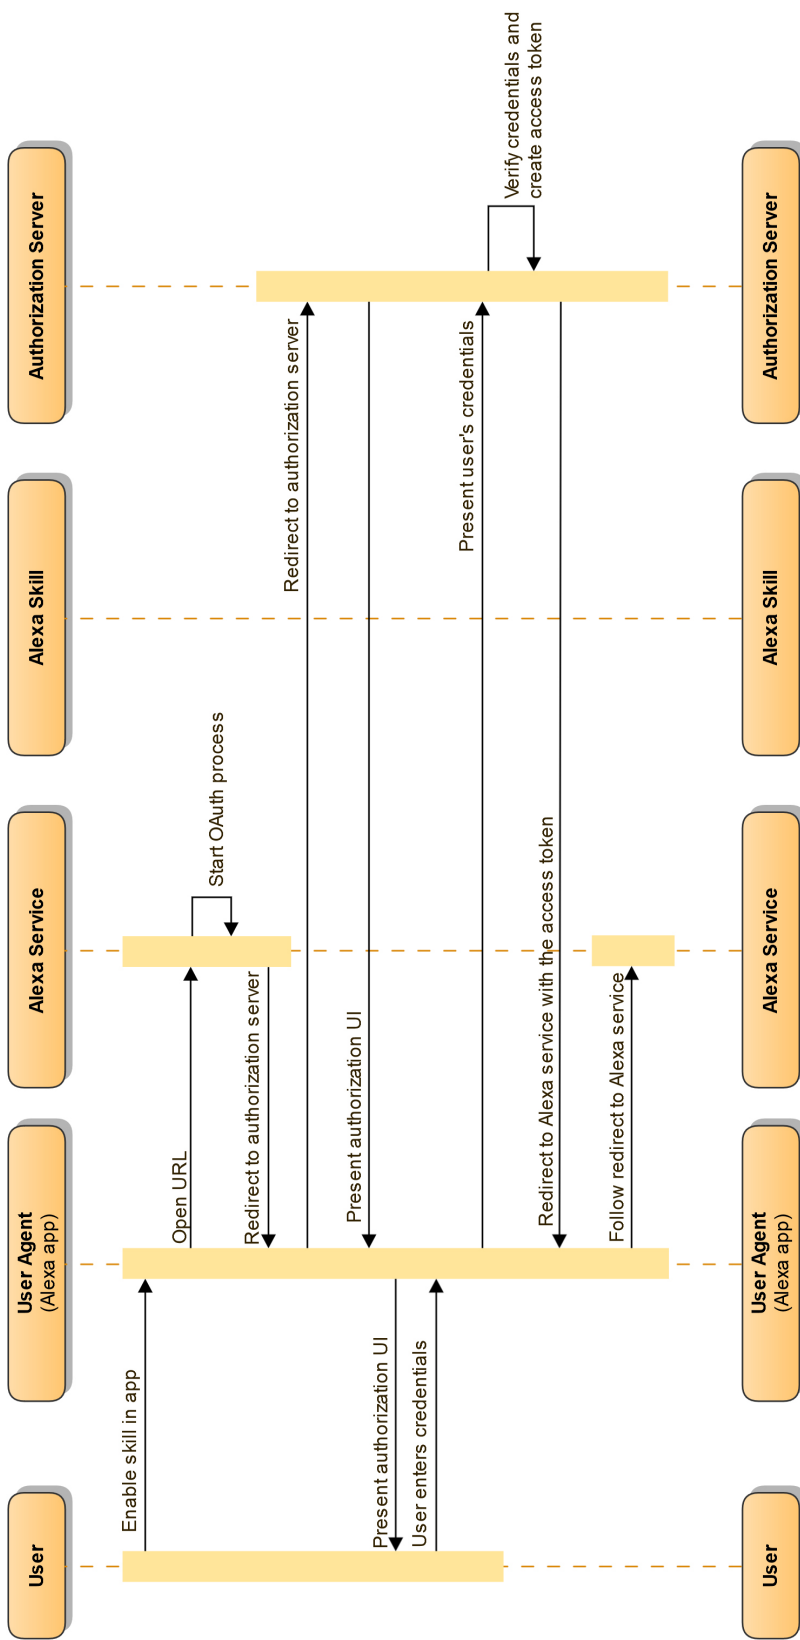 User
User Agent
(Alexa app)
Alexa Service
Alexa Skill
Authorization Server
Enable skill in app
Open URL
Start OAuth process
Redirect to authorization server
Redirect to authorization server
Present authorization UI
Present authorization UI
User enters credentials
Present user's credentials
Verify credentials and
create access token
Redirect to Alexa service with the access token
Follow redirect to Alexa service
User
User Agent
(Alexa app)
Alexa Service
Alexa Skill
Authorization Server